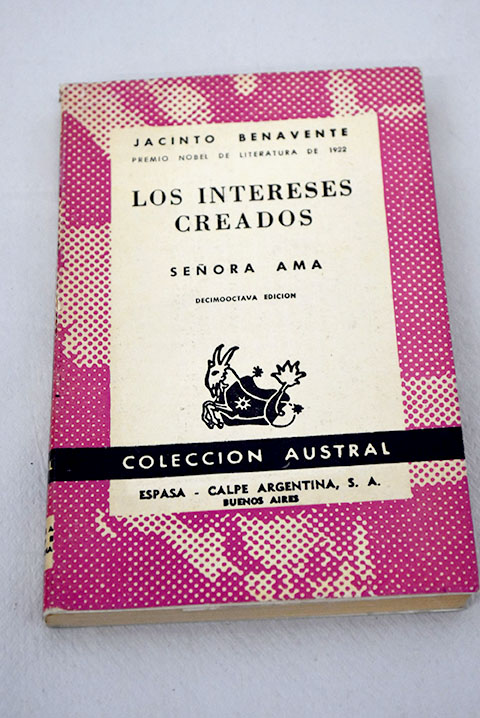 JACINTO BENAVENTE
PREMIO NOBEL DE LITERATURA DE 1922
LOS INTERESES
CREADOS
SEÑORA AMA
DECIMOOCTAVA EDICION
COLECCION AUSTRAL
ESPASA - CALPE ARGENTINA, S. A.
BUENOS AIRES